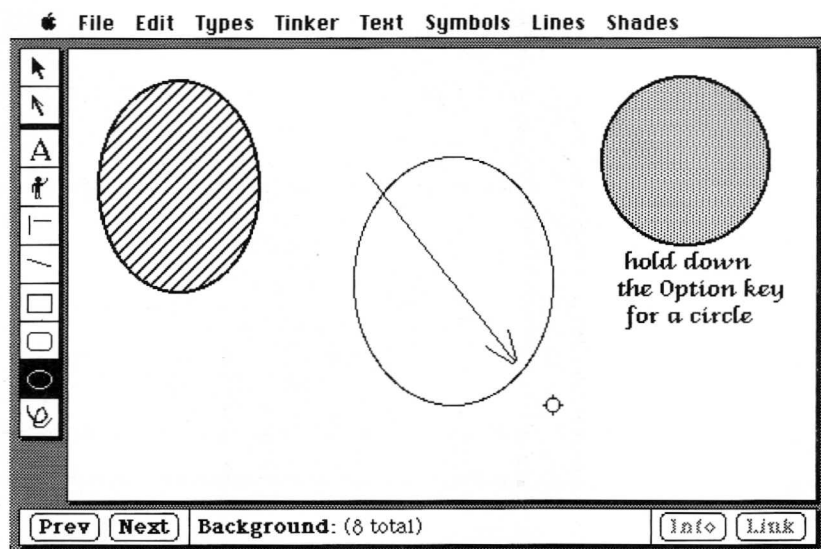 File Edit Types Tinker Text Symbols Lines Shades
A
hold down
the Option key
for a circle
Prev Next Background: (8 total) Info Link